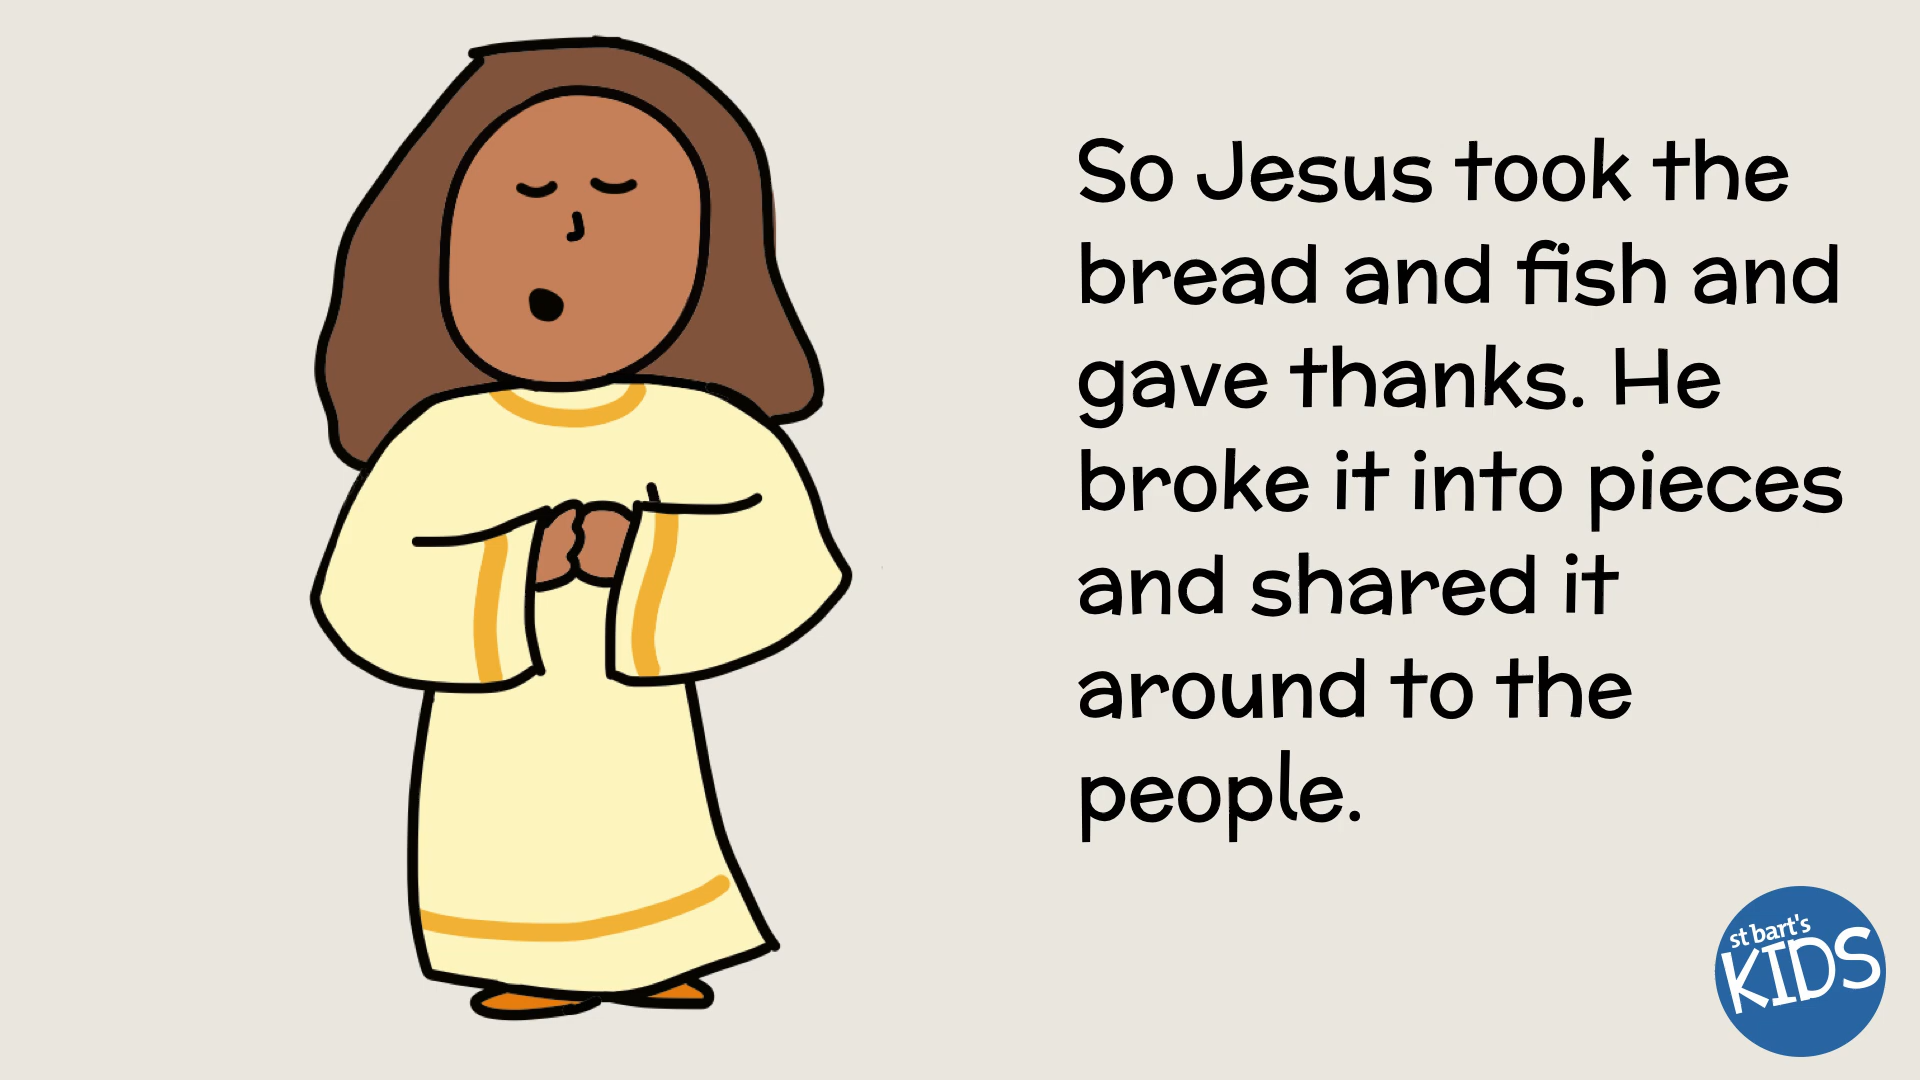 So Jesus took the
bread and fish and
gave thanks. He
broke it into pieces
and shared it
around to the
people.
st bart's
KIDS